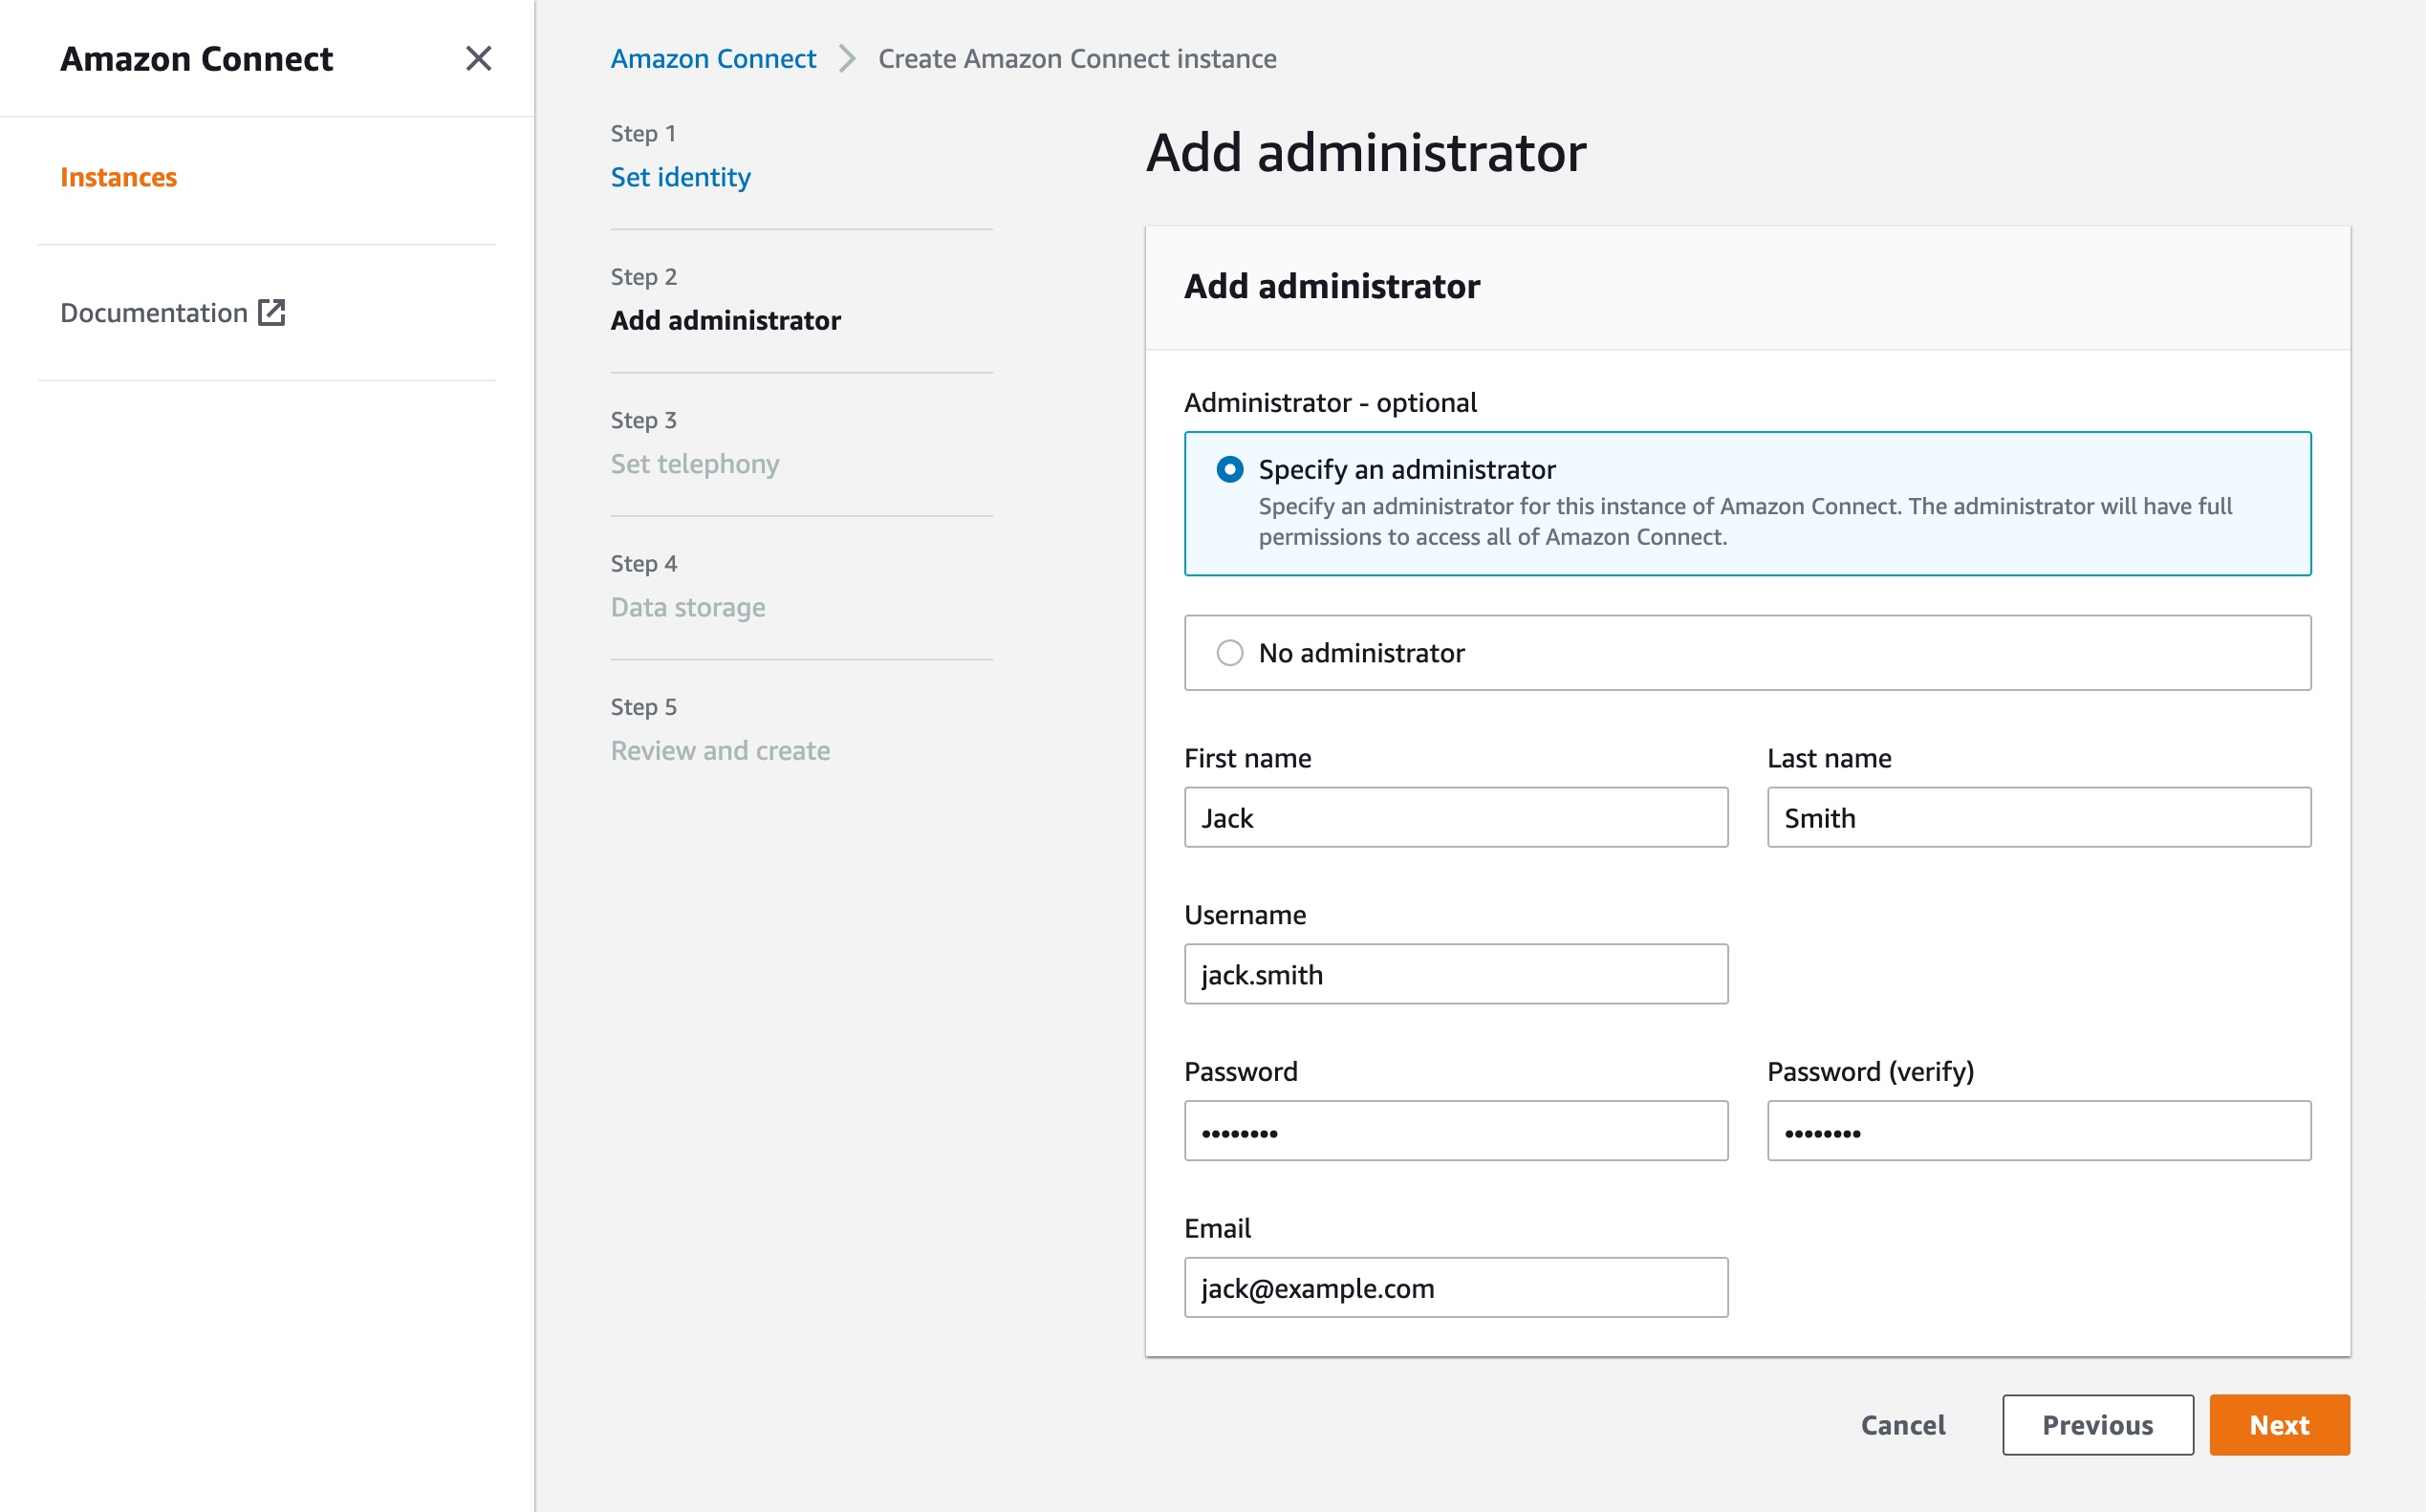 Amazon Connect
Instances
Documentation
Amazon Connect > Create Amazon Connect instance
Step 1
Set identity
Step 2
Add administrator
Step 3
Set telephony
Step 4
Data storage
Step 5
Review and create
Add administrator
Add administrator
Administrator - optional
Specify an administrator
Specify an administrator for this instance of Amazon Connect. The administrator will have full
permissions to access all of Amazon Connect.
No administrator
First name
Last name
Jack
Smith
Username
jack.smith
Password
Password (verify)
••••••••
••••••••
Email
jack@example.com
Cancel
Previous
Next